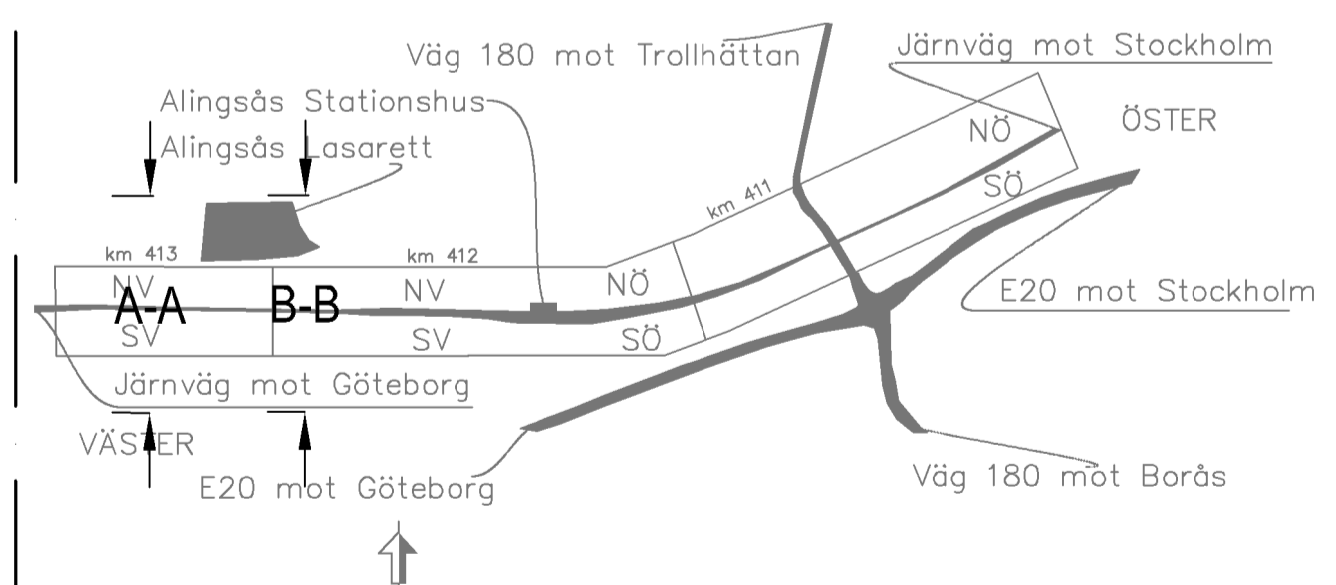 Väg 180 mot Trollhättan
Järnväg mot Stockholm
Alingsås Stationshus
Alingsås Lasarett
NÖ
ÖSTER
SÖ
km 411
km 413
km 412
NV
NV
NÖ
A-A
B-B
E20 mot Stockholm
SV
SV
SÖ
Järnväg mot Göteborg
VÄSTER
E20 mot Göteborg
Väg 180 mot Borås